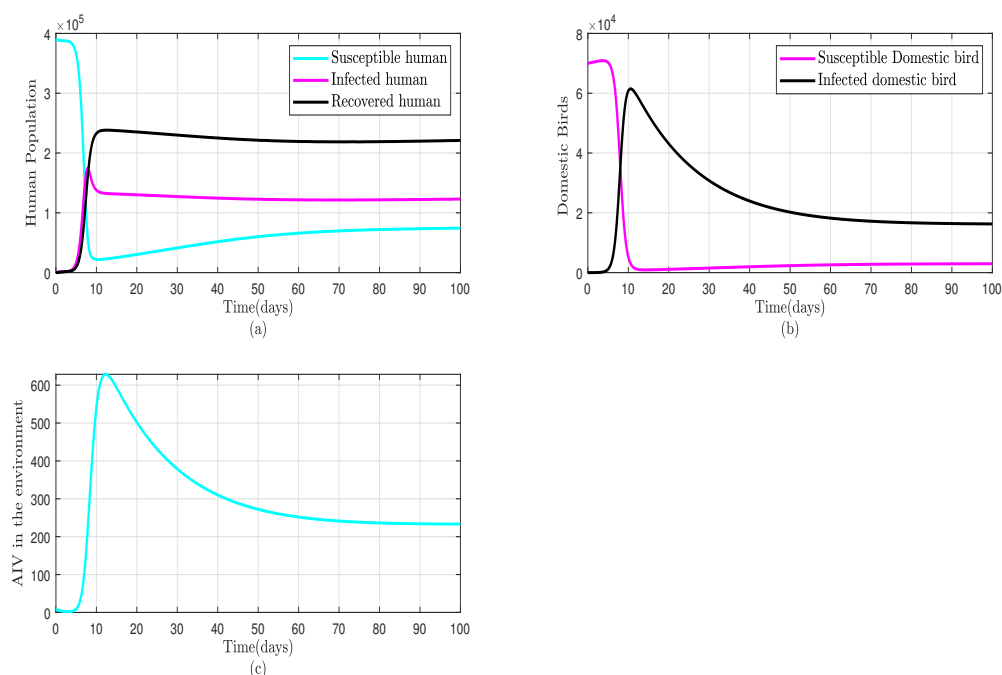 ×10⁵
4
3
2
1
0
Human Population
Susceptible human
Infected human
Recovered human
0 10 20 30 40 50 60 70 80 90 100
Time(days)
(a)
×10⁴
8
6
4
2
0
Domestic Birds
Susceptible Domestic bird
Infected domestic bird
0 10 20 30 40 50 60 70 80 90 100
Time(days)
(b)
600
500
400
300
200
100
0
AIV in the environment
0 10 20 30 40 50 60 70 80 90 100
Time(days)
(c)